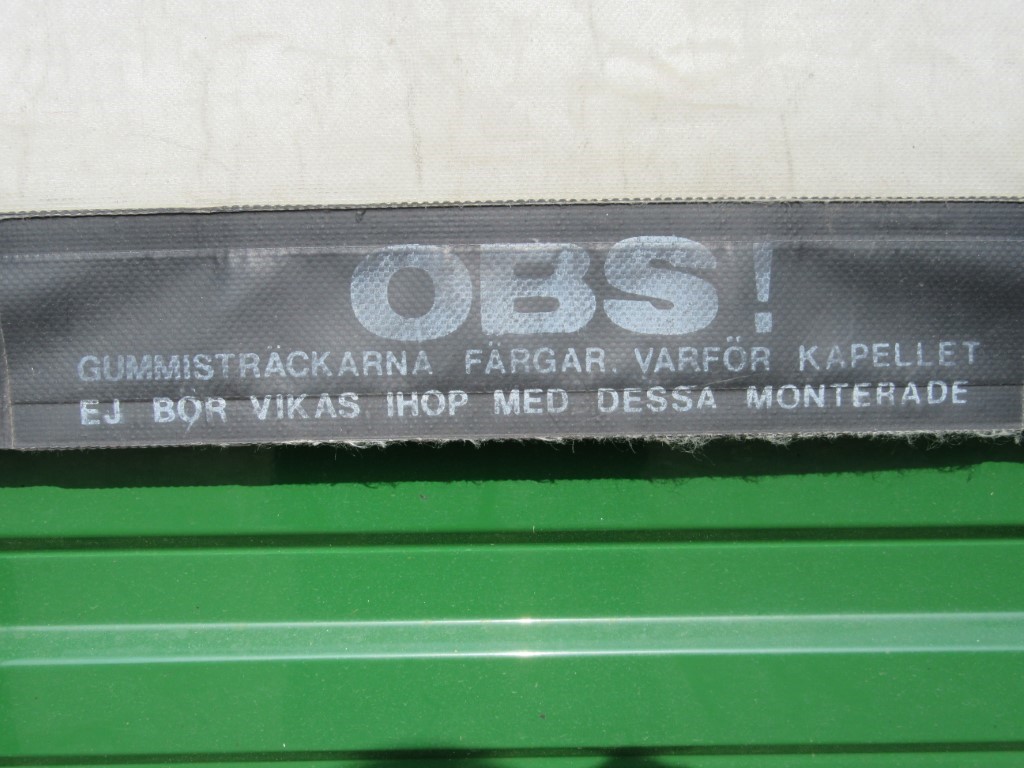 OBS!
GUMMISTRÄCKARNA FÄRGAR. VARFÖR KAPELLET
EJ BÖR VIKAS IHOP MED DESSA MONTERADE